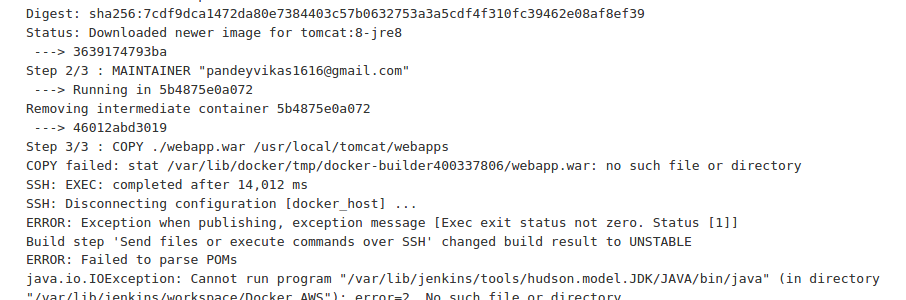 Digest: sha256:7cdf9dca1472da80e7384403c57b0632753a3a5cdf4f310fc39462e08af8ef39
Status: Downloaded newer image for tomcat:8-jre8
---> 3639174793ba
Step 2/3 : MAINTAINER "pandeyvikas1616@gmail.com"
---> Running in 5b4875e0a072
Removing intermediate container 5b4875e0a072
---> 46012abd3019
Step 3/3 : COPY ./webapp.war /usr/local/tomcat/webapps
COPY failed: stat /var/lib/docker/tmp/docker-builder400337806/webapp.war: no such file or directory
SSH: EXEC: completed after 14,012 ms
SSH: Disconnecting configuration [docker_host] ...
ERROR: Exception when publishing, exception message [Exec exit status not zero. Status [1]]
Build step 'Send files or execute commands over SSH' changed build result to UNSTABLE
ERROR: Failed to parse POMs
java.io.IOException: Cannot run program "/var/lib/jenkins/tools/hudson.model.JDK/JAVA/bin/java" (in directory
"/var/lib/jenkins/workspace/Docker_AWS"): error=2, No such file or directory